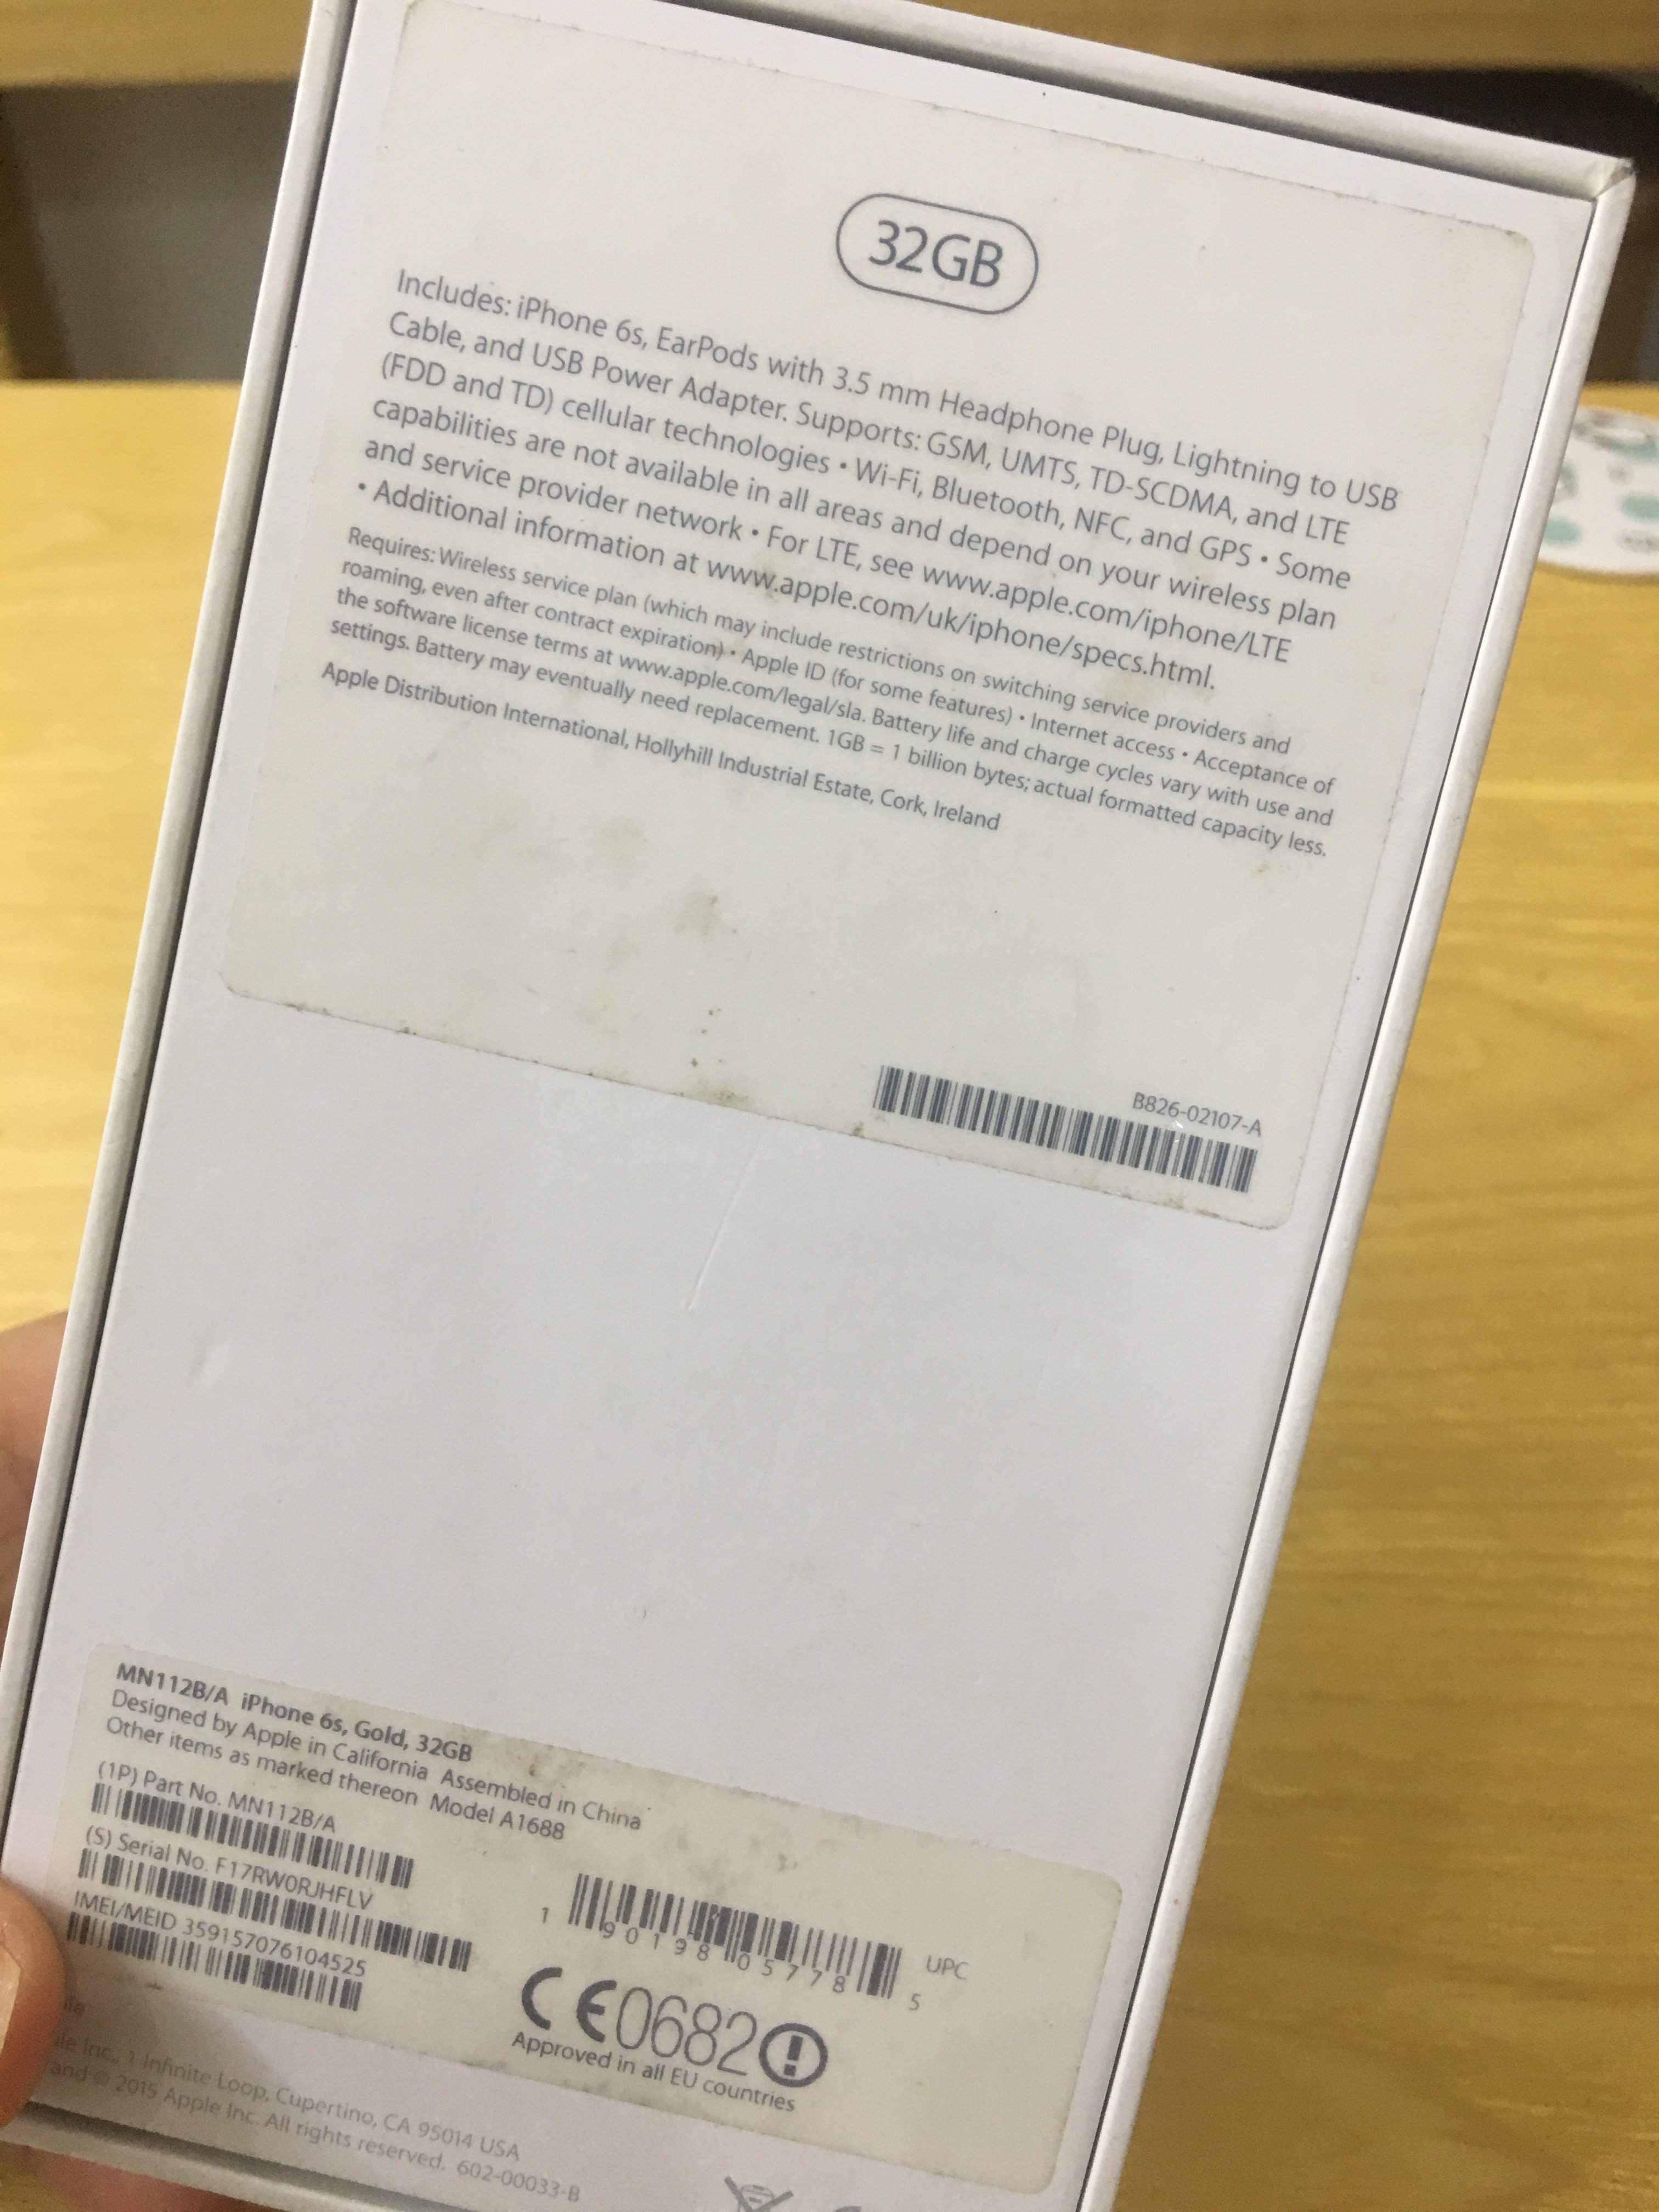 32GB
Includes: iPhone 6s, EarPods with 3.5 mm Headphone Plug, Lightning to USB
Cable, and USB Power Adapter. Supports: GSM, UMTS, TD-SCDMA, and LTE
(FDD and TD) cellular technologies • Wi-Fi, Bluetooth, NFC, and GPS • Some
capabilities are not available in all areas and depend on your wireless plan
and service provider network • For LTE, see www.apple.com/iphone/LTE
• Additional information at www.apple.com/uk/iphone/specs.html.
Requires: Wireless service plan (which may include restrictions on switching service providers and
roaming, even after contract expiration) • Apple ID (for some features) • Internet access • Acceptance of
the software license terms at www.apple.com/legal/sla. Battery life and charge cycles vary with use and
settings. Battery may eventually need replacement. 1GB = 1 billion bytes; actual formatted capacity less.
Apple Distribution International, Hollyhill Industrial Estate, Cork, Ireland
B826-02107-A
MN112B/A iPhone 6s, Gold, 32GB
Designed by Apple in California Assembled in China
Other items as marked thereon Model A1688
(1P) Part No. MN112B/A
(S) Serial No. F17RW0RJHFLV
IMEI/MEID 359157076104525
1 90198 05778 5 UPC
CE0682
Approved in all EU countries
Inc., 1 Infinite Loop, Cupertino, CA 95014 USA
and © 2015 Apple Inc. All rights reserved. 602-00033-B